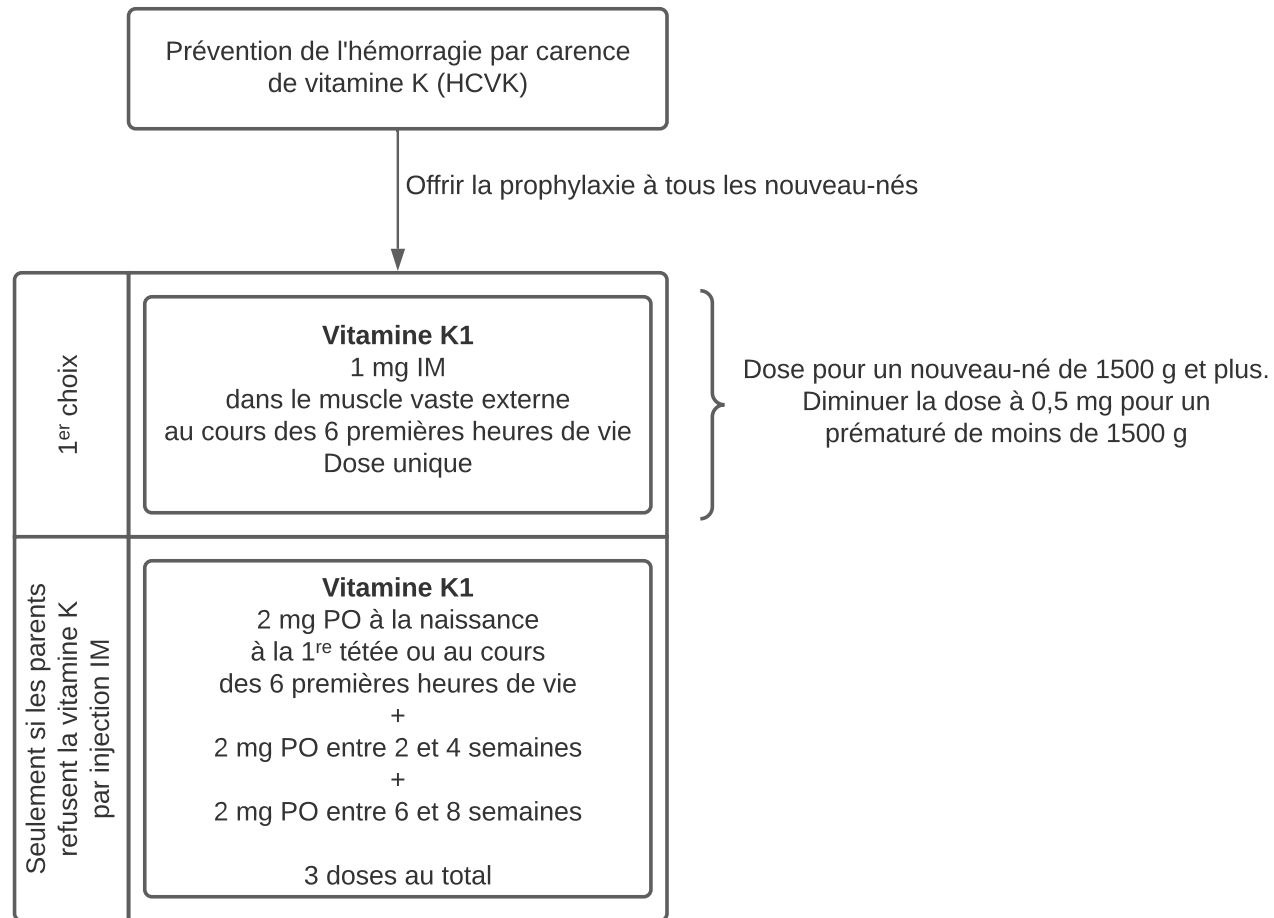 Prévention de l'hémorragie par carence
de vitamine K (HCVK)
Offrir la prophylaxie à tous les nouveau-nés
1er choix
Vitamine K1
1 mg IM
dans le muscle vaste externe
au cours des 6 premières heures de vie
Dose unique
Dose pour un nouveau-né de 1500 g et plus.
Diminuer la dose à 0,5 mg pour un
prématuré de moins de 1500 g
Seulement si les parents
refusent la vitamine K
par injection IM
Vitamine K1
2 mg PO à la naissance
à la 1re tétée ou au cours
des 6 premières heures de vie
+
2 mg PO entre 2 et 4 semaines
+
2 mg PO entre 6 et 8 semaines
3 doses au total